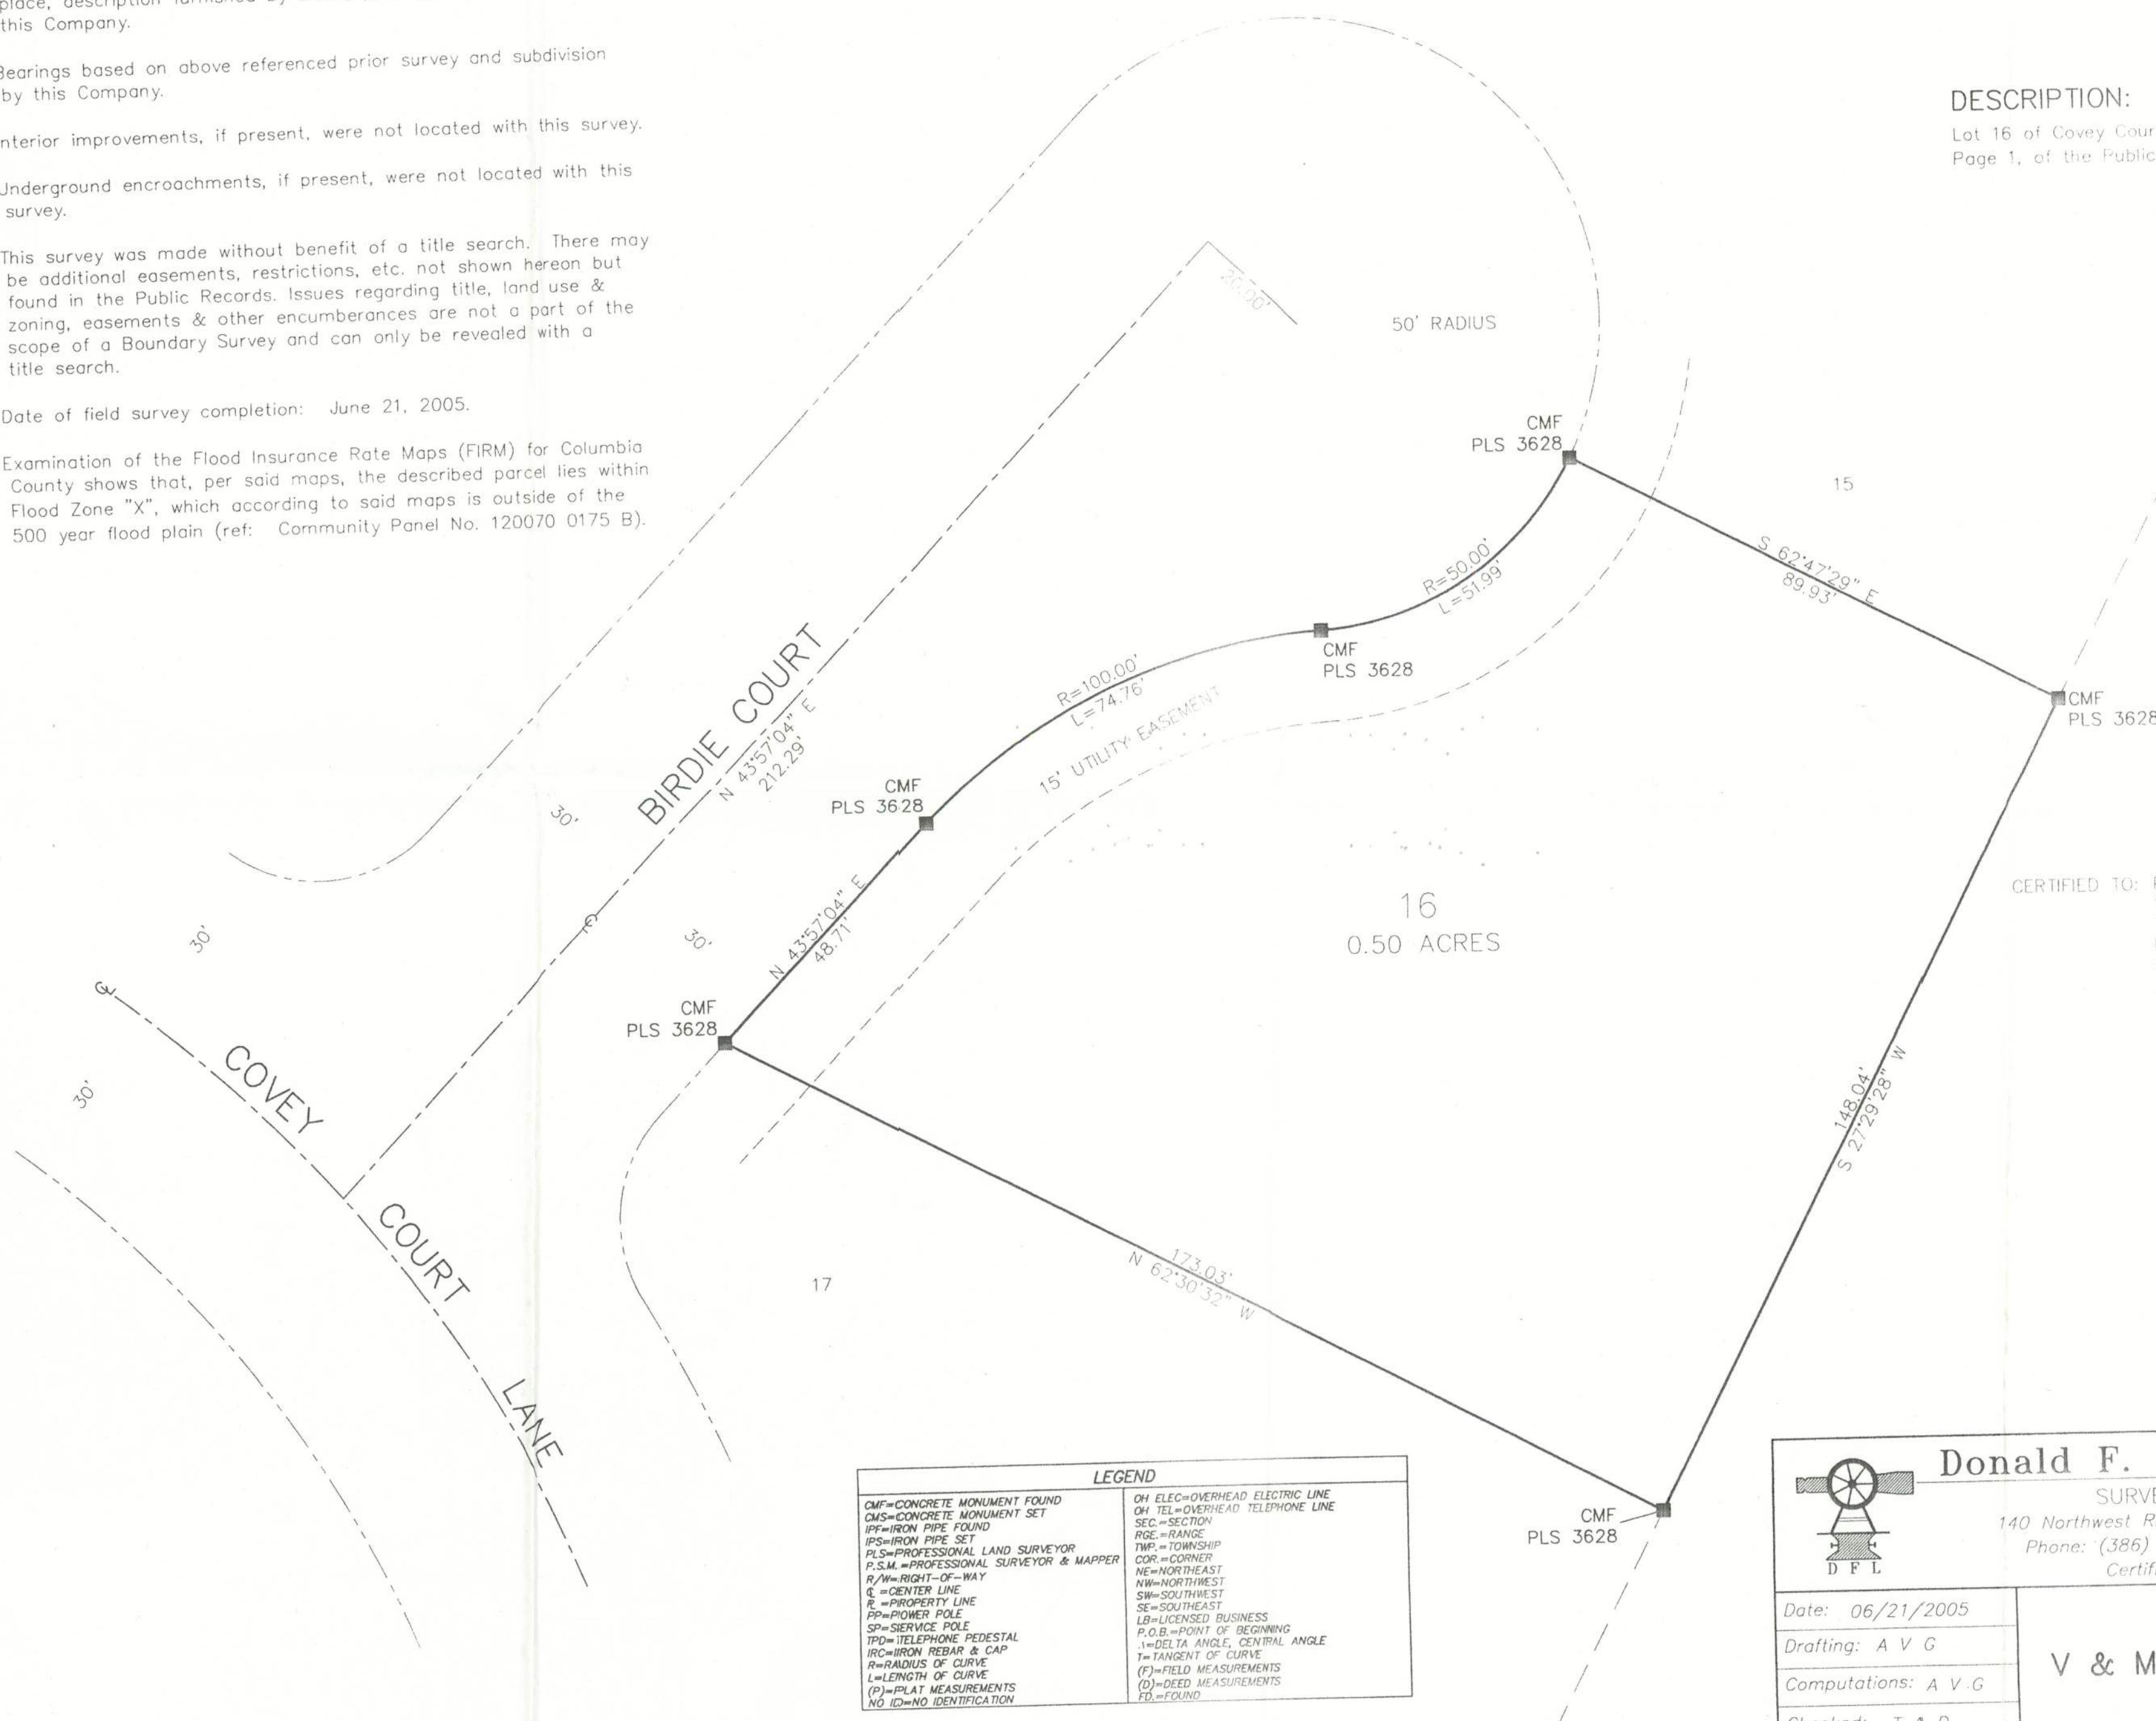 place, description furnished by
this Company.
Bearings based on above referenced prior survey and subdivision
by this Company.
nterior improvements, if present, were not located with this survey.
Underground encroachments, if present, were not located with this
survey.
This survey was made without benefit of a title search. There may
be additional easements, restrictions, etc. not shown hereon but
found in the Public Records. Issues regarding title, land use &
zoning, easements & other encumberances are not a part of the
scope of a Boundary Survey and can only be revealed with a
title search.
Date of field survey completion: June 21, 2005.
Examination of the Flood Insurance Rate Maps (FIRM) for Columbia
County shows that, per said maps, the described parcel lies within
Flood Zone "X", which according to said maps is outside of the
500 year flood plain (ref: Community Panel No. 120070 0175 B).
DESCRIPTION:
Lot 16 of Covey Cour
Page 1, of the Public
20.00'
50' RADIUS
CMF
PLS 3628
15
S 62°47'29" E
89.93'
R=50.00'
L=51.99'
CMF
PLS 3628
CMF
PLS 3628
R=100.00'
L=74.76'
15' UTILITY EASEMENT
BIRDIE COURT
N 43°57'04" E
212.29'
CMF
PLS 3628
30'
30'
30'
30'
N 43°57'04" E
48.71'
16
0.50 ACRES
CERTIFIED TO:
CMF
PLS 3628
COVEY
COURT
LANE
148.04'
S 27°29'28" W
173.03'
N 62°30'32" W
17
CMF
PLS 3628
LEGEND
CMF=CONCRETE MONUMENT FOUND
CMS=CONCRETE MONUMENT SET
IPF=IRON PIPE FOUND
IPS=IRON PIPE SET
PLS=PROFESSIONAL LAND SURVEYOR
P.S.M.=PROFESSIONAL SURVEYOR & MAPPER
R/W=RIGHT-OF-WAY
℄ =CENTER LINE
⅊ =PROPERTY LINE
PP=POWER POLE
SP=SERVICE POLE
TPD=TELEPHONE PEDESTAL
IRC=IRON REBAR & CAP
R=RADIUS OF CURVE
L=LENGTH OF CURVE
(P)=PLAT MEASUREMENTS
NO ID=NO IDENTIFICATION
OH ELEC=OVERHEAD ELECTRIC LINE
OH TEL=OVERHEAD TELEPHONE LINE
SEC.=SECTION
RGE.=RANGE
TWP.=TOWNSHIP
COR.=CORNER
NE=NORTHEAST
NW=NORTHWEST
SW=SOUTHWEST
SE=SOUTHEAST
LB=LICENSED BUSINESS
P.O.B.=POINT OF BEGINNING
Δ=DELTA ANGLE, CENTRAL ANGLE
T=TANGENT OF CURVE
(F)=FIELD MEASUREMENTS
(D)=DEED MEASUREMENTS
FD.=FOUND
D F L
Donald F.
SURVE
140 Northwest R
Phone: (386)
Certif
Date: 06/21/2005
Drafting: A V G
Computations: A V G
V & M